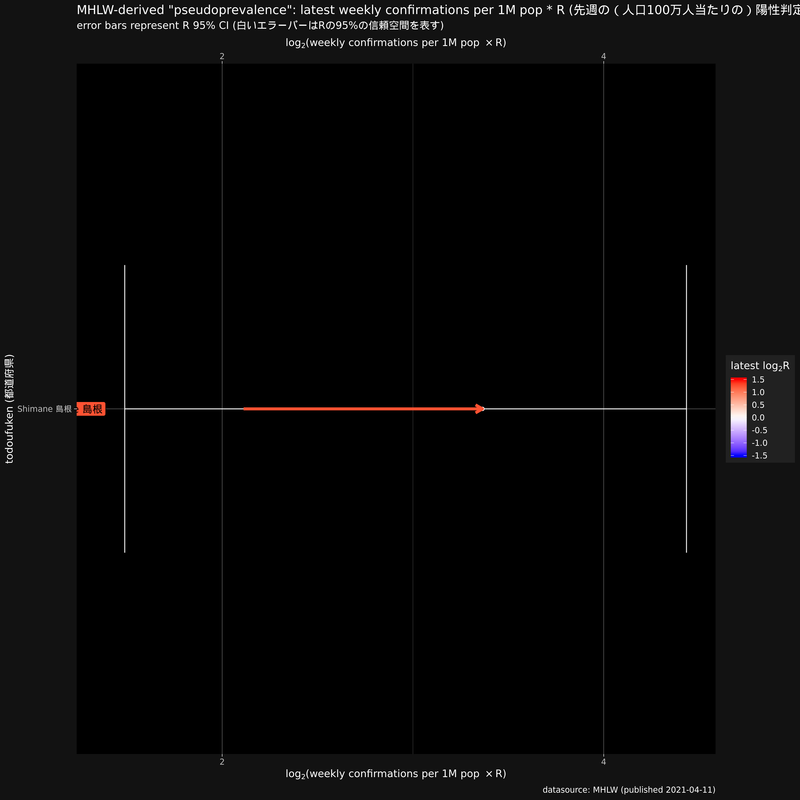 MHLW-derived "pseudoprevalence": latest weekly confirmations per 1M pop * R (先週の ( 人口100万人当たりの ) 陽性判定
error bars represent R 95% CI (白いエラーバーはRの95%の信頼空間を表す)
log2(weekly confirmations per 1M pop × R)
2 4
todoufuken (都道府県)
Shimane 島根
島根
latest log2R
1.5
1.0
0.5
0.0
-0.5
-1.0
-1.5
2 4
log2(weekly confirmations per 1M pop × R)
datasource: MHLW (published 2021-04-11)